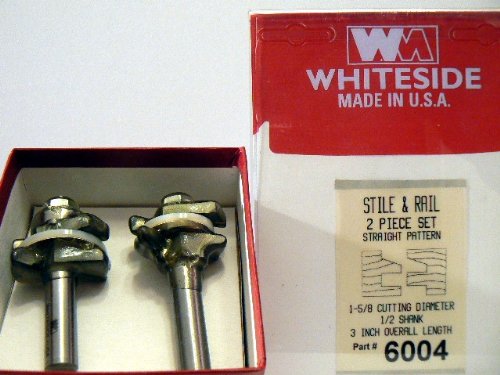 WM
WHITESIDE
MADE IN U.S.A.
STILE & RAIL
2 PIECE SET
STRAIGHT PATTERN
1-5/8 CUTTING DIAMETER
1/2 SHANK
3 INCH OVERALL LENGTH
Part # 6004